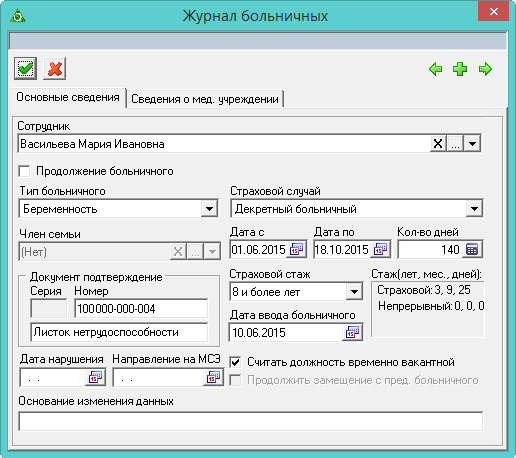 Журнал больничных
Основные сведения
Сведения о мед. учреждении
Сотрудник
Васильева Мария Ивановна
Продолжение больничного
Тип больничного
Страховой случай
Беременность
Декретный больничный
Член семьи
Дата с
Дата по
Кол-во дней
(Нет)
01.06.2015
18.10.2015
140
Документ подтверждение
Страховой стаж
Стаж(лет, мес., дней):
Серия
Номер
8 и более лет
Страховой: 3, 9, 25
100000-000-004
Непрерывный: 0, 0, 0
Дата ввода больничного
Листок нетрудоспособности
10.06.2015
Дата нарушения
Направление на МСЭ
Считать должность временно вакантной
. .
. .
Продолжить замещение с пред. больничного
Основание изменения данных